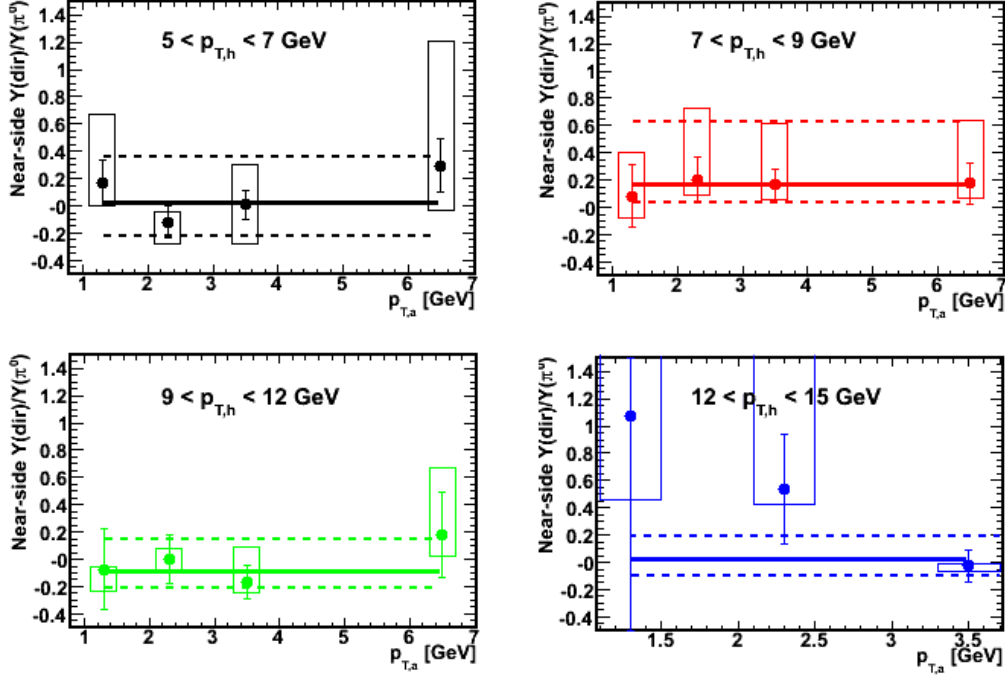 Near-side Y(dir)/Y(π⁰)
5 < p_T,h < 7 GeV
1.4
1.2
1
0.8
0.6
0.4
0.2
-0
-0.2
-0.4
1 2 3 4 5 6 7
p_T,a [GeV]
Near-side Y(dir)/Y(π⁰)
7 < p_T,h < 9 GeV
1.4
1.2
1
0.8
0.6
0.4
0.2
-0
-0.2
-0.4
1 2 3 4 5 6 7
p_T,a [GeV]
Near-side Y(dir)/Y(π⁰)
9 < p_T,h < 12 GeV
1.4
1.2
1
0.8
0.6
0.4
0.2
-0
-0.2
-0.4
1 2 3 4 5 6 7
p_T,a [GeV]
Near-side Y(dir)/Y(π⁰)
12 < p_T,h < 15 GeV
1.4
1.2
1
0.8
0.6
0.4
0.2
-0
-0.2
-0.4
1.5 2 2.5 3 3.5
p_T,a [GeV]